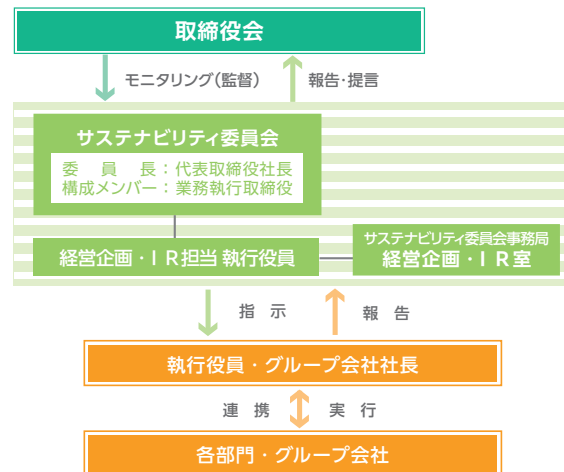 取締役会
モニタリング(監督) 報告・提言
サステナビリティ委員会
委員長：代表取締役社長
構成メンバー：業務執行取締役
サステナビリティ委員会事務局
経営企画・IR担当 執行役員 経営企画・IR室
指示 報告
執行役員・グループ会社社長
連携 実行
各部門・グループ会社